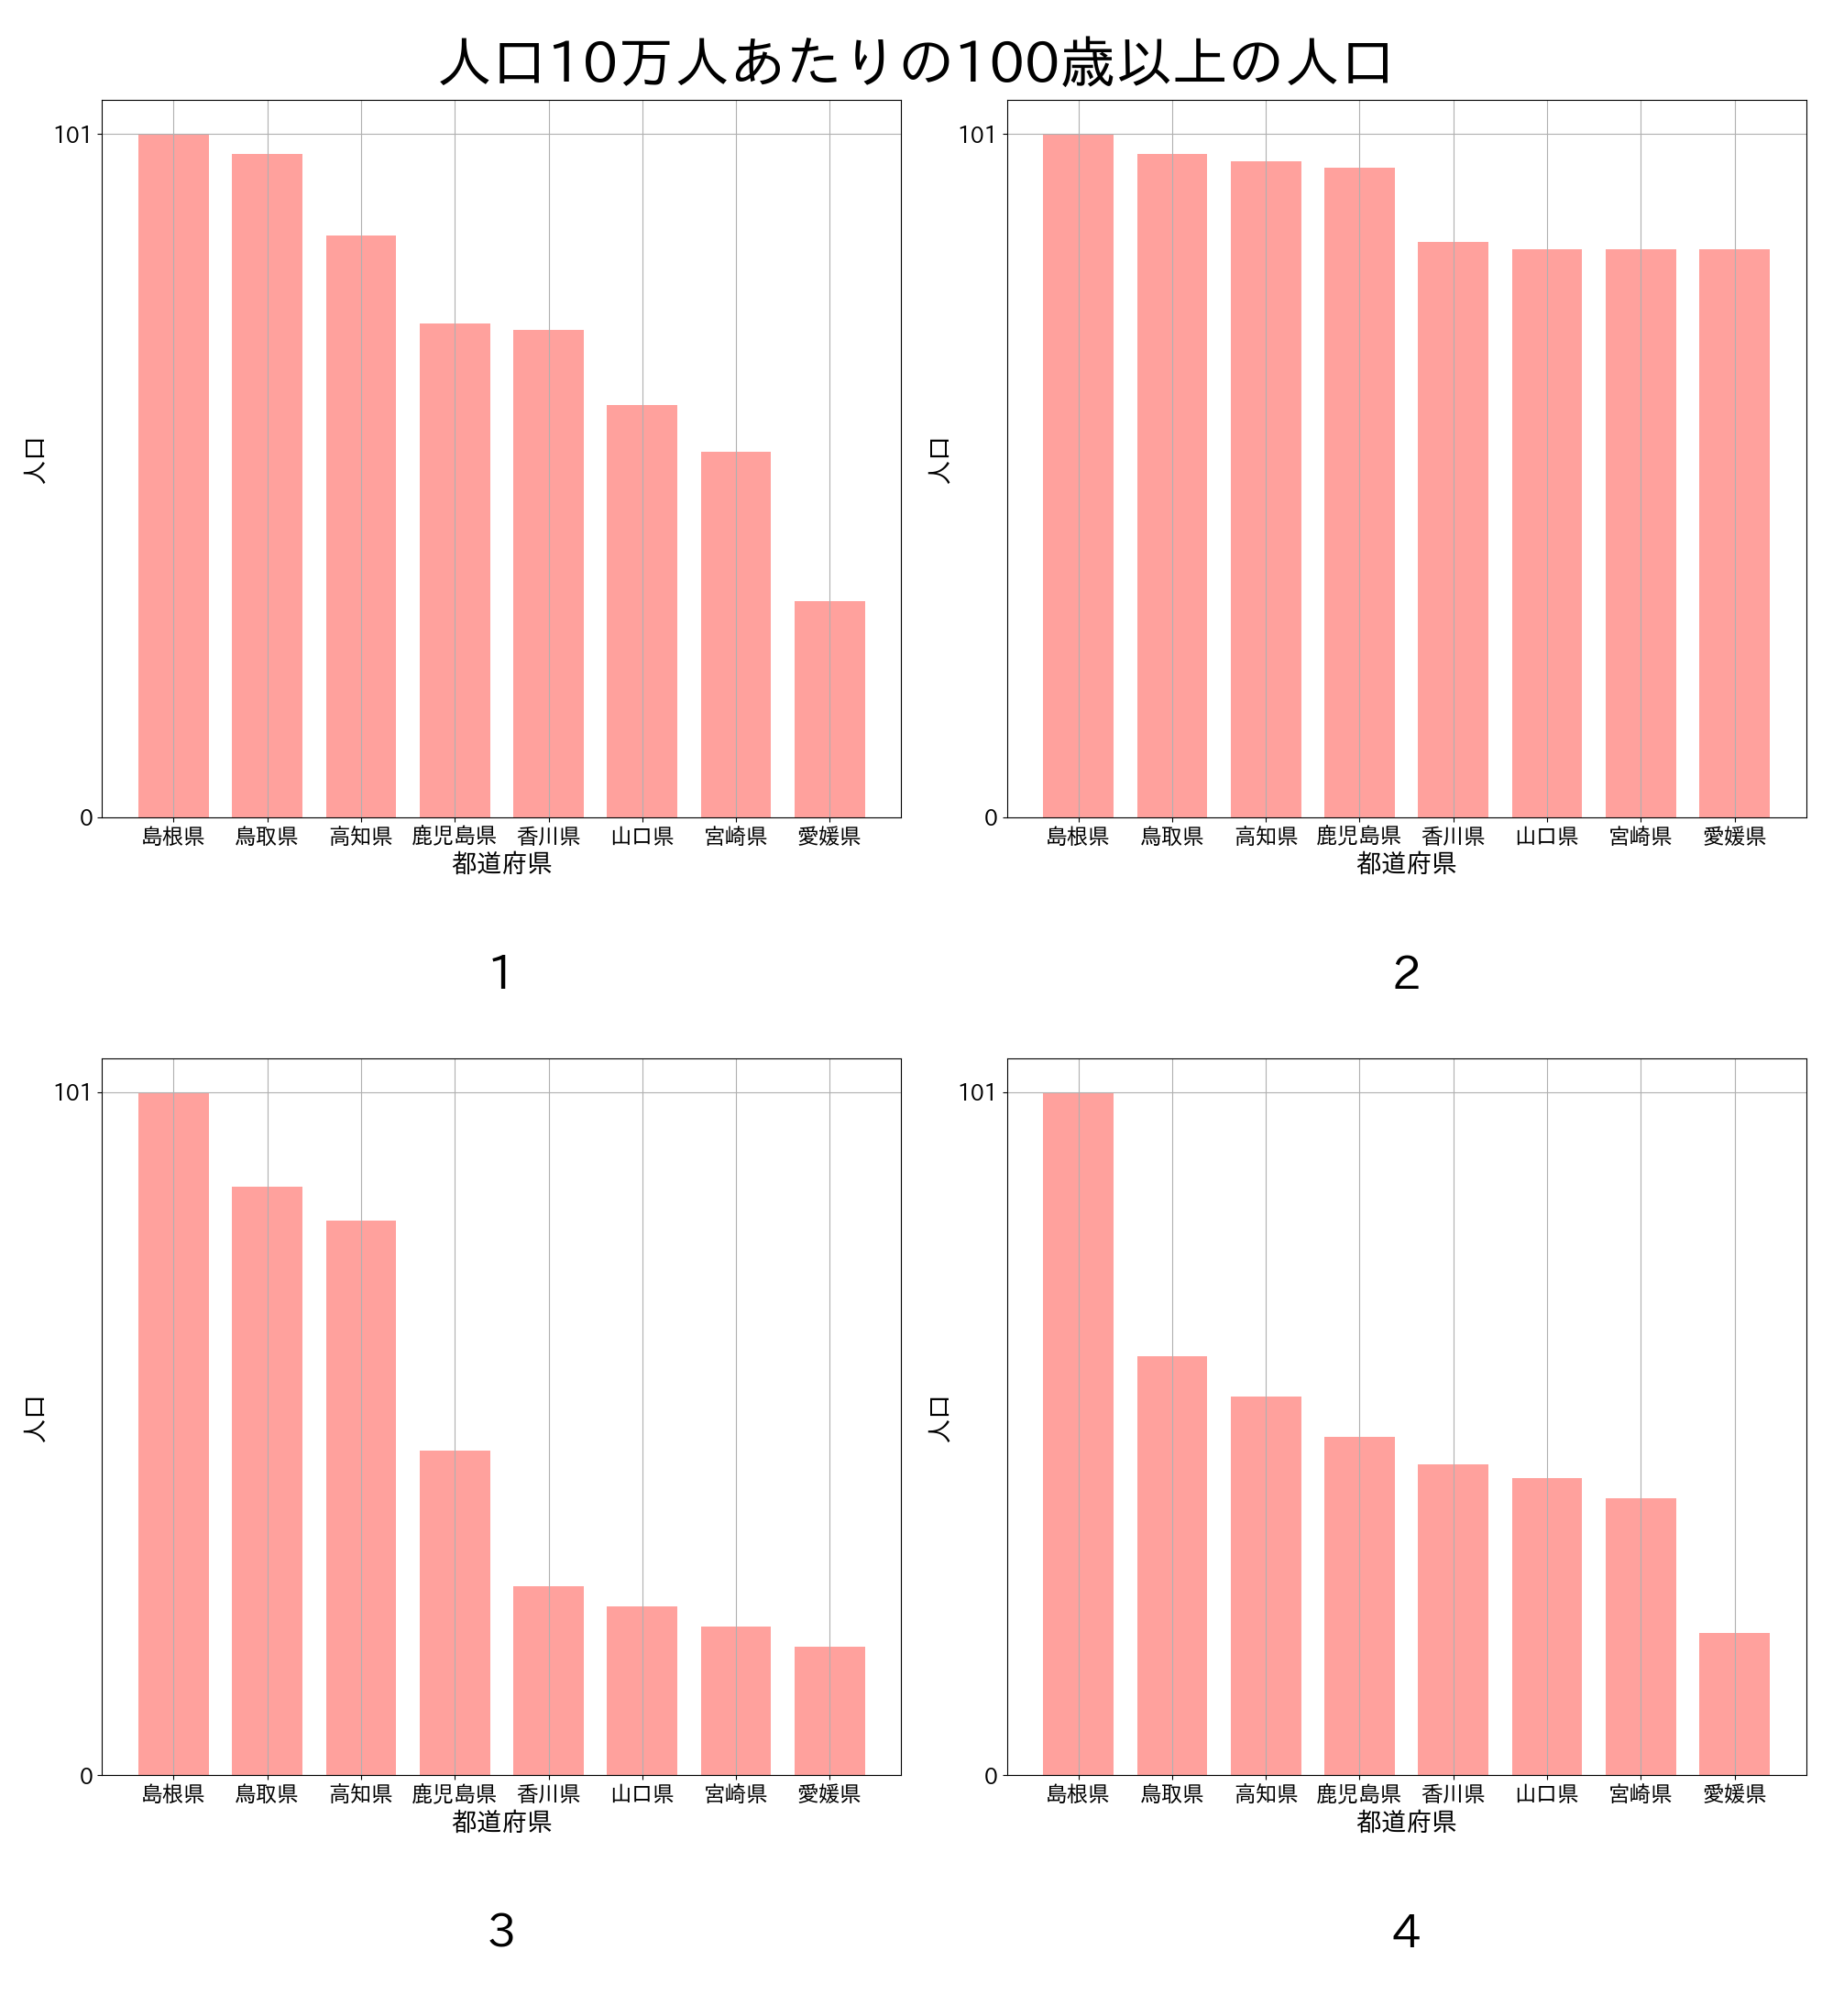 人口10万人あたりの100歳以上の人口
101
0
人口
島根県 鳥取県 高知県 鹿児島県 香川県 山口県 宮崎県 愛媛県
都道府県
1
101
0
人口
島根県 鳥取県 高知県 鹿児島県 香川県 山口県 宮崎県 愛媛県
都道府県
2
101
0
人口
島根県 鳥取県 高知県 鹿児島県 香川県 山口県 宮崎県 愛媛県
都道府県
3
101
0
人口
島根県 鳥取県 高知県 鹿児島県 香川県 山口県 宮崎県 愛媛県
都道府県
4